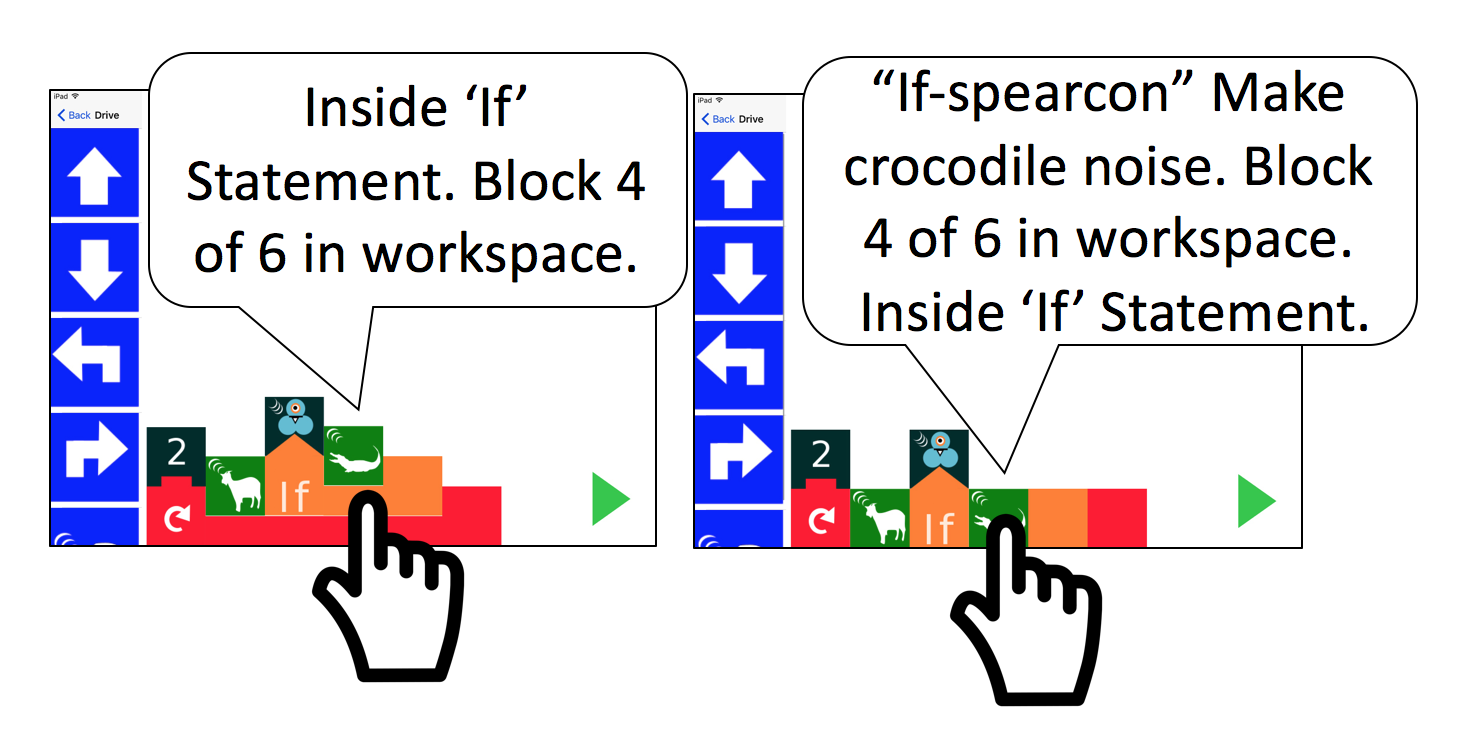 Inside ‘If’
Statement. Block 4
of 6 in workspace.
iPad
Back Drive
2
If
“If-spearcon” Make
crocodile noise. Block
4 of 6 in workspace.
Inside ‘If’ Statement.
iPad
Back Drive
2
If